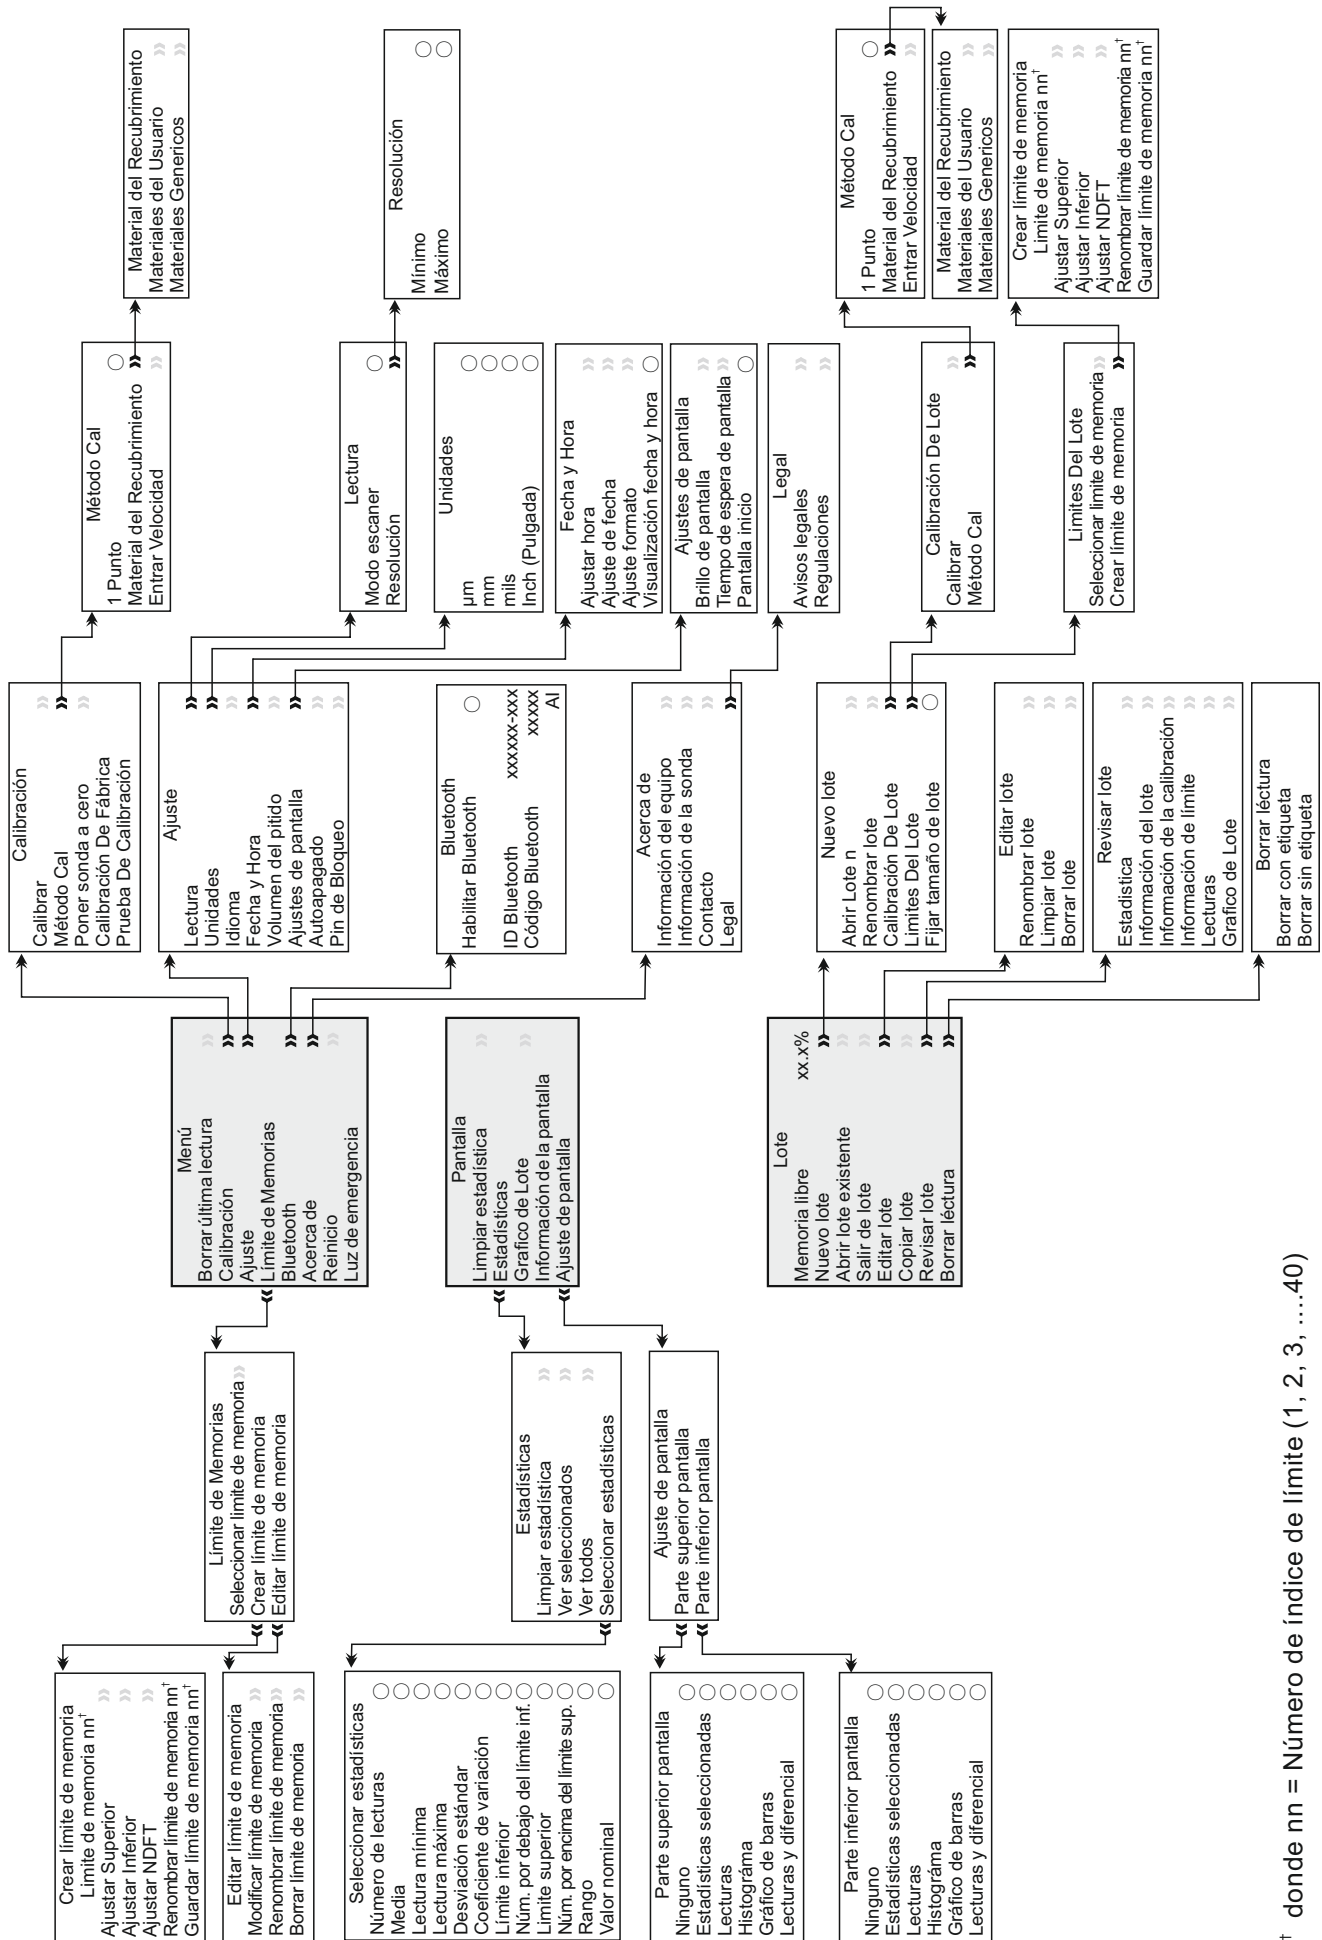 Crear límite de memoria
Limite de memoria nn†
Ajustar Superior
Ajustar Inferior
Ajustar NDFT
Renombrar límite de memoria nn†
Guardar límite de memoria nn†
Editar límite de memoria
Modificar límite de memoria
Renombrar límite de memoria
Borrar límite de memoria
Seleccionar estadísticas
Número de lecturas
Media
Lectura mínima
Lectura máxima
Desviación estándar
Coeficiente de variación
Límite inferior
Núm. por debajo del límite inf.
Limite superior
Núm. por encima del límite sup.
Rango
Valor nominal
Parte superior pantalla
Ninguno
Estadísticas seleccionadas
Lecturas
Histográma
Gráfico de barras
Lecturas y diferencial
Parte inferior pantalla
Ninguno
Estadísticas seleccionadas
Lecturas
Histográma
Gráfico de barras
Lecturas y diferencial
Límite de Memorias
Seleccionar limite de memoria
Crear límite de memoria
Editar límite de memoria
Estadísticas
Limpiar estadística
Ver seleccionados
Ver todos
Seleccionar estadísticas
Ajuste de pantalla
Parte superior pantalla
Parte inferior pantalla
Menú
Borrar última lectura
Calibración
Ajuste
Límite de Memorias
Bluetooth
Acerca de
Reinicio
Luz de emergencia
Pantalla
Limpiar estadística
Estadísticas
Grafico de Lote
Información de la pantalla
Ajuste de pantalla
Lote
Memoria libre xx.x%
Nuevo lote
Abrir lote existente
Salir de lote
Editar lote
Copiar lote
Revisar lote
Borrar léctura
Calibración
Calibrar
Método Cal
Poner sonda a cero
Calibración De Fábrica
Prueba De Calibración
Ajuste
Lectura
Unidades
Idioma
Fecha y Hora
Volumen del pitido
Ajustes de pantalla
Autoapagado
Pin de Bloqueo
Bluetooth
Habilitar Bluetooth
ID Bluetooth xxxxxx-xxx
Código Bluetooth xxxxx
AI
Acerca de
Información del equipo
Información de la sonda
Contacto
Legal
Nuevo lote
Abrir Lote n
Renombrar lote
Calibración De Lote
Limites Del Lote
Fijar tamaño de lote
Editar lote
Renombrar lote
Limpiar lote
Borrar lote
Revisar lote
Estadistica
Información del lote
Información de la calibración
Información de limite
Lecturas
Grafico de Lote
Borrar léctura
Borrar con etiqueta
Borrar sin etiqueta
Método Cal
1 Punto
Material del Recubrimiento
Entrar Velocidad
Lectura
Modo escaner
Resolución
Unidades
µm
mm
mils
Inch (Pulgada)
Fecha y Hora
Ajustar hora
Ajuste de fecha
Ajuste formato
Visualización fecha y hora
Ajustes de pantalla
Brillo de pantalla
Tiempo de espera de pantalla
Pantalla inicio
Legal
Avisos legales
Regulaciones
Calibración De Lote
Calibrar
Método Cal
Limites Del Lote
Seleccionar limite de memoria
Crear límite de memoria
Material del Recubrimiento
Materiales del Usuario
Materiales Genericos
Resolución
Mínimo
Máximo
Método Cal
1 Punto
Material del Recubrimiento
Entrar Velocidad
Material del Recubrimiento
Materiales del Usuario
Materiales Genericos
Crear límite de memoria
Limite de memoria nn†
Ajustar Superior
Ajustar Inferior
Ajustar NDFT
Renombrar límite de memoria nn†
Guardar límite de memoria nn†
† donde nn = Número de índice de límite (1, 2, 3, ....40)